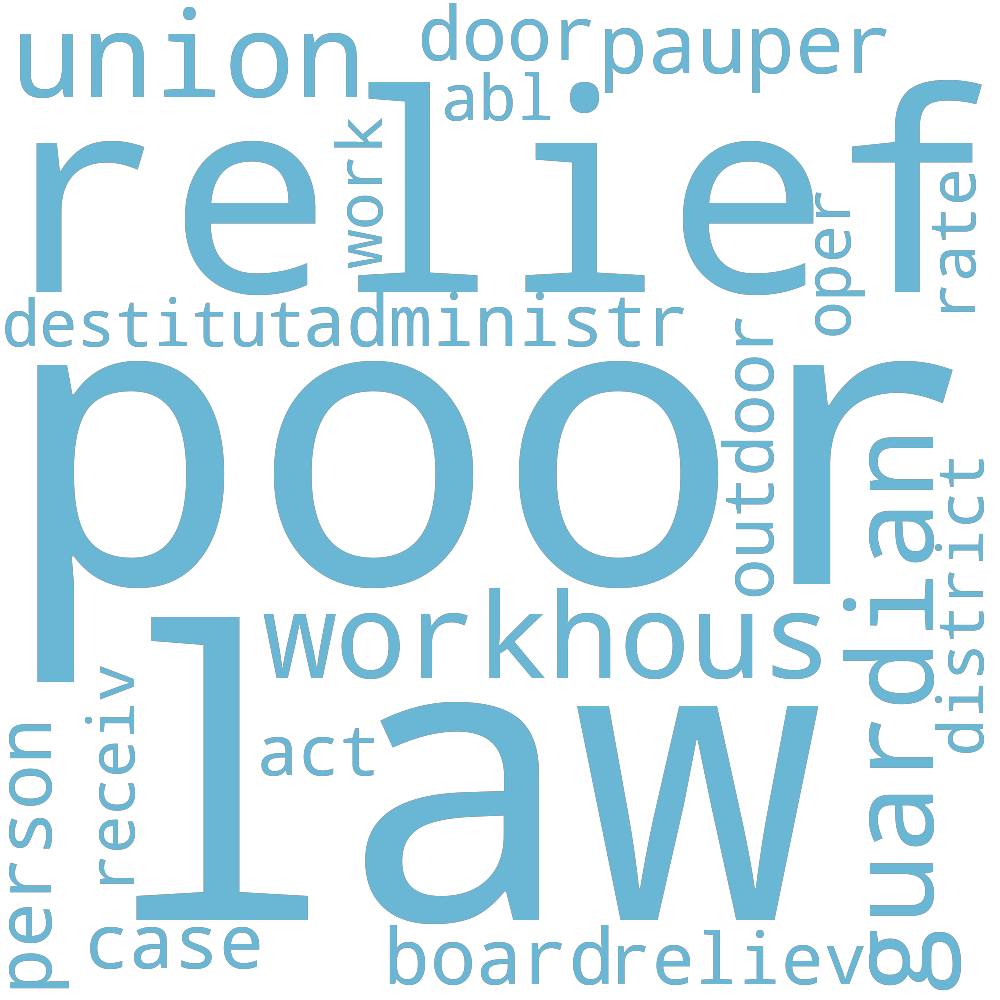 union
door
pauper
abl
relief
work
oper
rate
destitut
administr
poor
outdoor
guardian
district
workhous
law
person
receiv
act
case
board
reliev